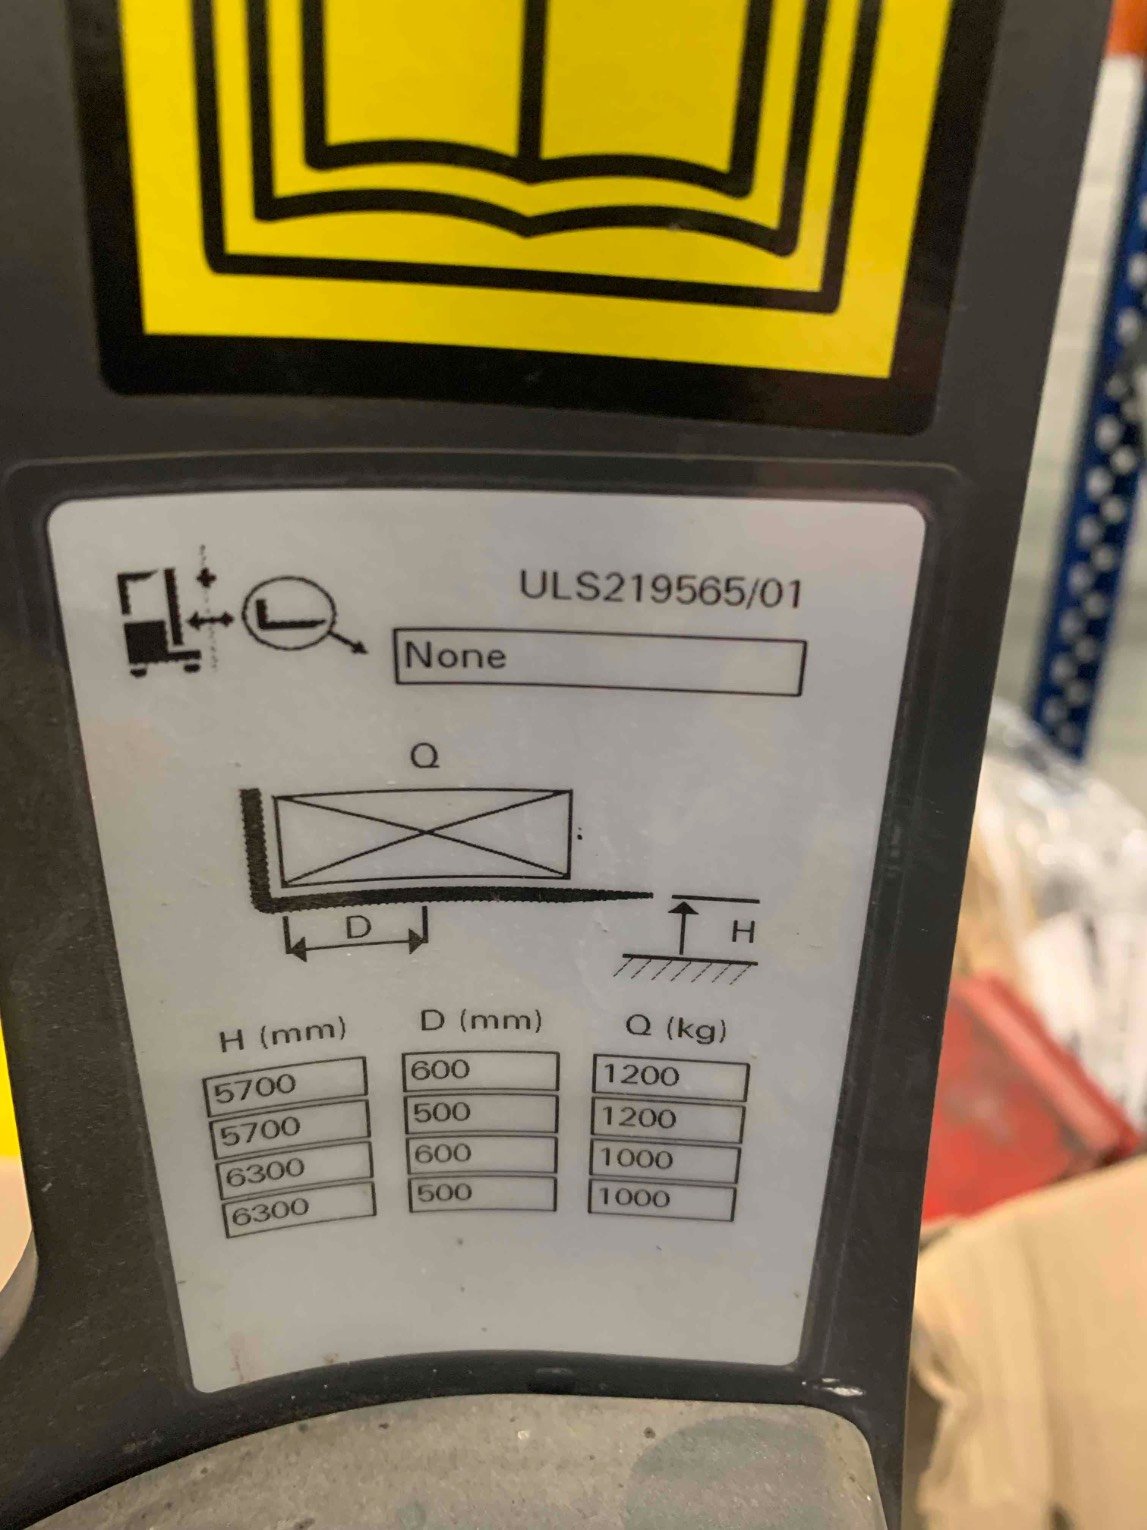 ULS219565/01
None
Q
D
H
H (mm) D (mm) Q (kg)
5700 600 1200
5700 500 1200
6300 600 1000
6300 500 1000